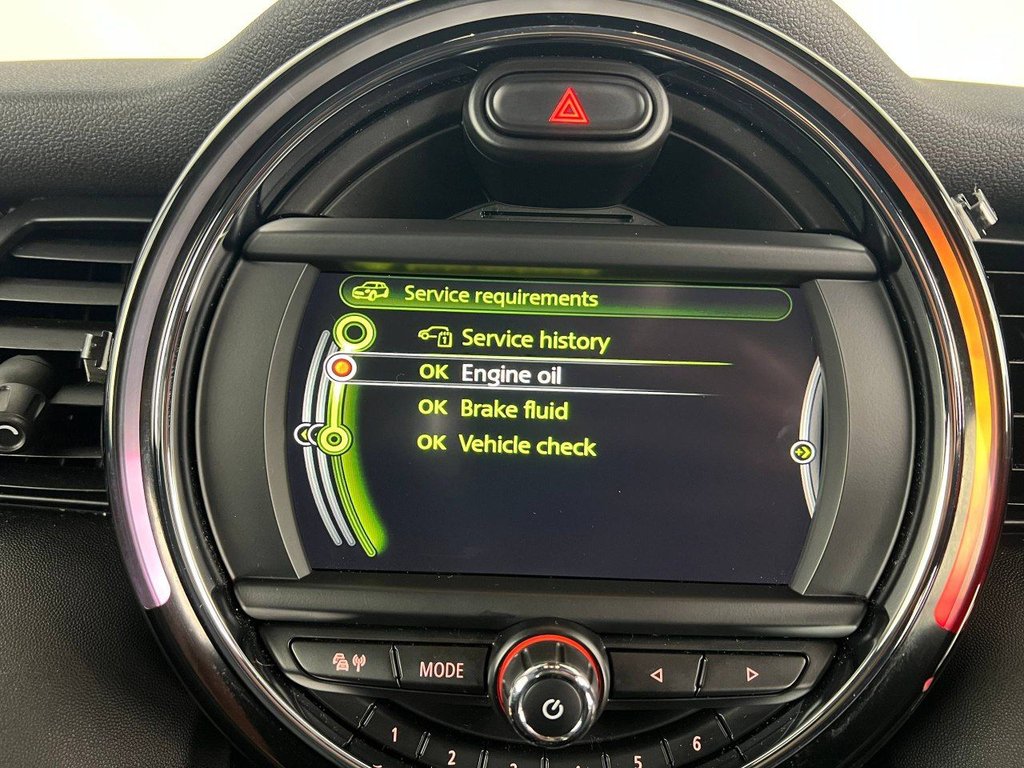 Service requirements
Service history
OK Engine oil
OK Brake fluid
OK Vehicle check
MODE
1 2 3 4 5 6